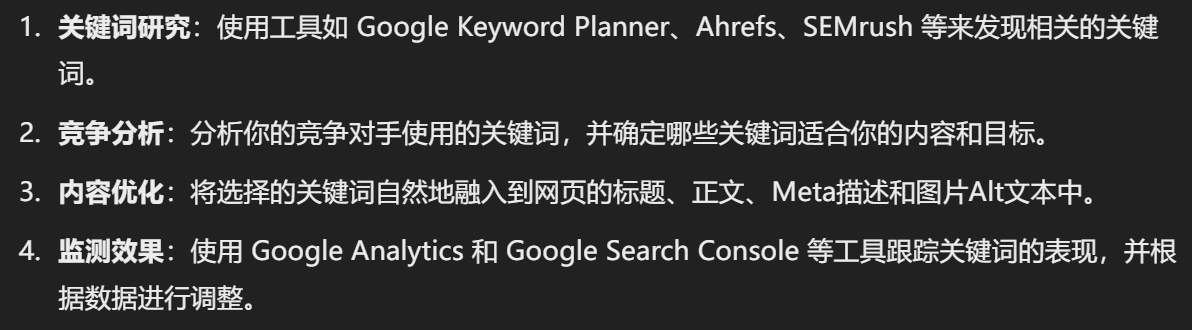 1. 关键词研究：使用工具如 Google Keyword Planner、Ahrefs、SEMrush 等来发现相关的关键
词。
2. 竞争分析：分析你的竞争对手使用的关键词，并确定哪些关键词适合你的内容和目标。
3. 内容优化：将选择的关键词自然地融入到网页的标题、正文、Meta描述和图片Alt文本中。
4. 监测效果：使用 Google Analytics 和 Google Search Console 等工具跟踪关键词的表现，并根
据数据进行调整。